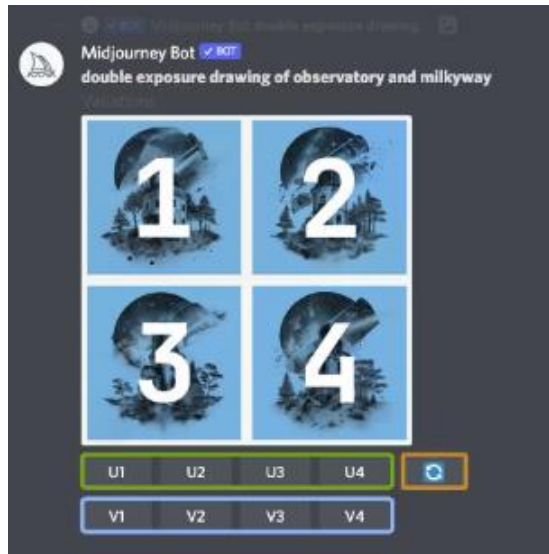 Midjourney Bot ✓ BOT
double exposure drawing of observatory and milkyway
Variations
1 2
3 4
U1 U2 U3 U4
V1 V2 V3 V4